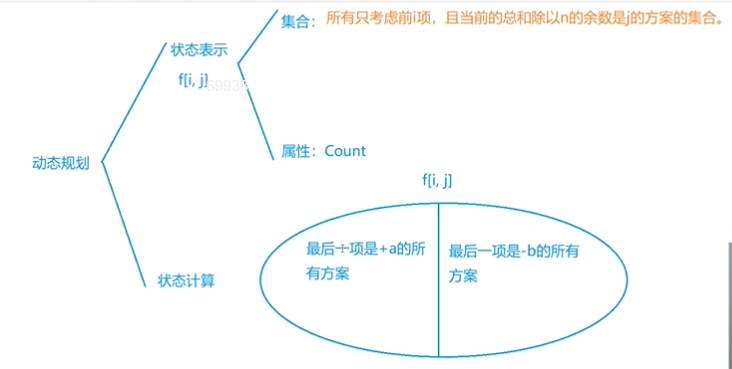 集合：所有只考虑前i项，且当前的总和除以n的余数是j的方案的集合。
状态表示
f[i, j]
69938
属性：Count
动态规划
f[i, j]
最后一项是+a的所
有方案
最后一项是-b的所有
方案
状态计算